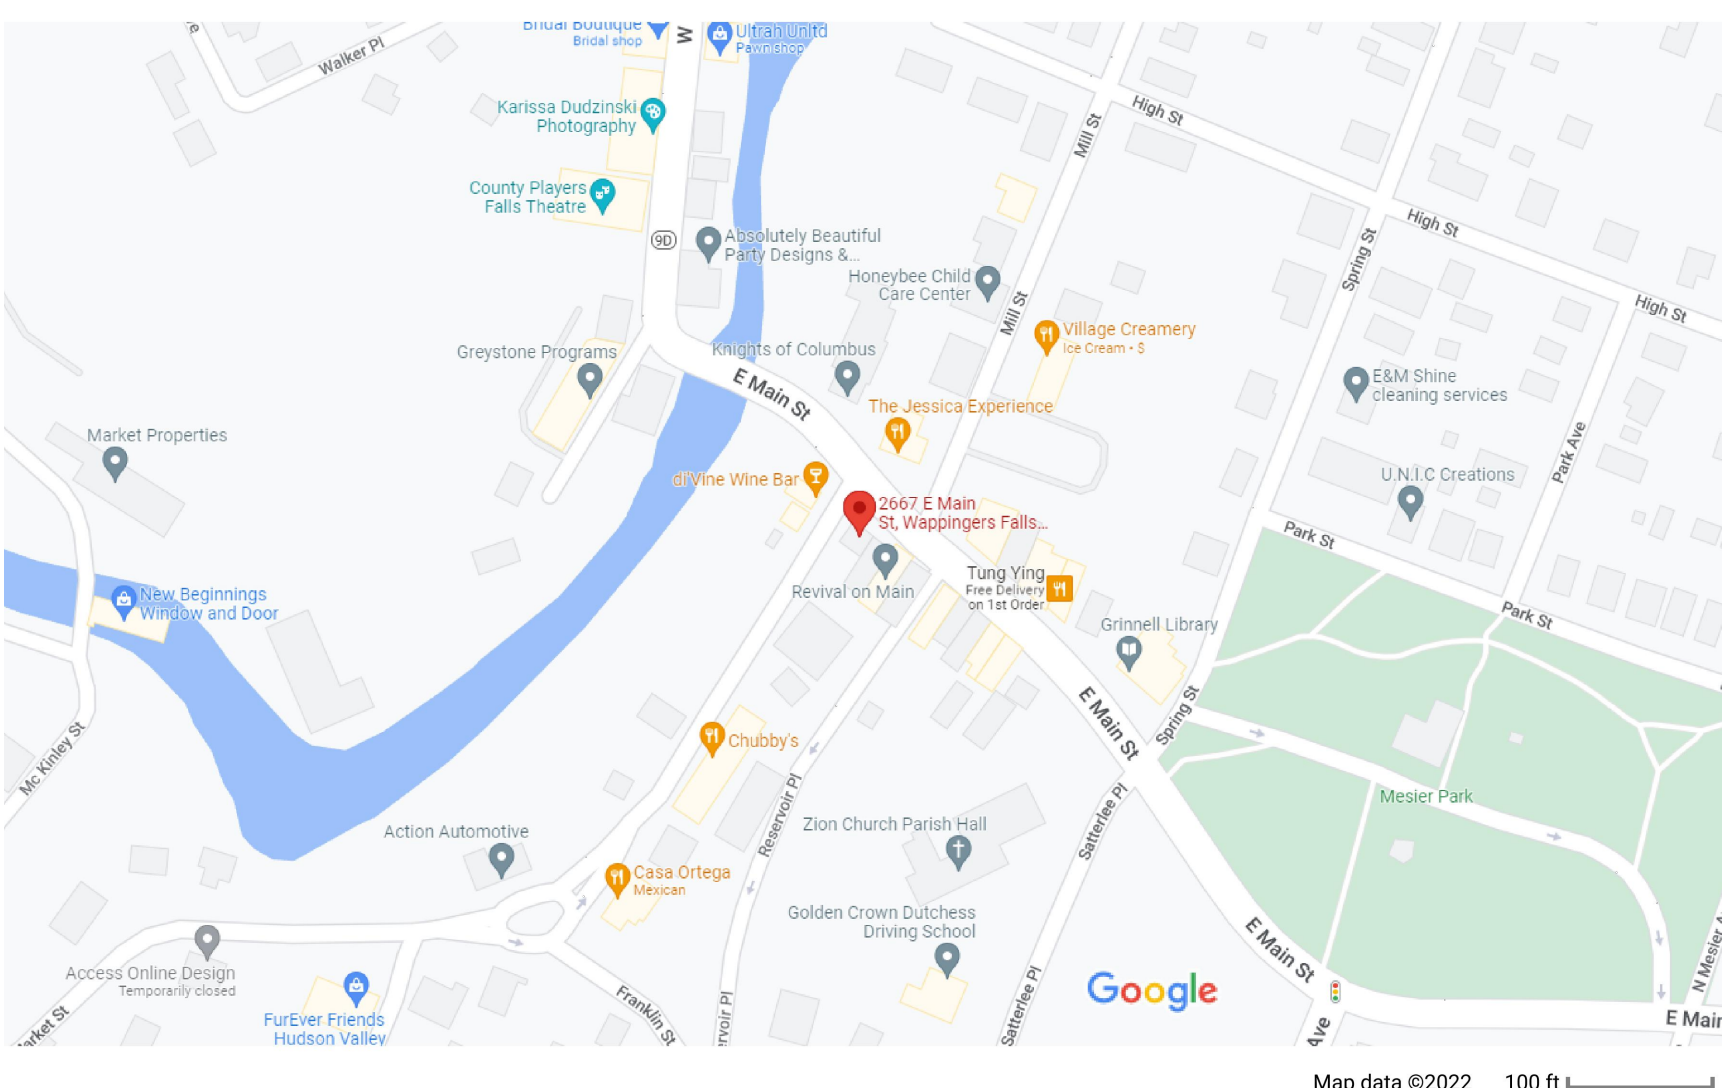 Bridal Boutique
Bridal shop
W
Ultrah Unltd
Pawn shop
Walker Pl
Karissa Dudzinski
Photography
High St
Mill St
County Players
Falls Theatre
9D
Absolutely Beautiful
Party Designs &...
High St
Spring St
Honeybee Child
Care Center
Mill St
High St
Village Creamery
Ice Cream • $
Greystone Programs
Knights of Columbus
E Main St
E&M Shine
cleaning services
The Jessica Experience
Market Properties
Park Ave
di'Vine Wine Bar
U.N.I.C Creations
2667 E Main
St, Wappingers Falls...
Park St
Tung Ying
Free Delivery
on 1st Order
Revival on Main
New Beginnings
Window and Door
Park St
Grinnell Library
E Main St
Spring St
Mc Kinley St
Chubby's
Mesier Park
Reservoir Pl
Satterlee Pl
Action Automotive
Zion Church Parish Hall
Casa Ortega
Mexican
Golden Crown Dutchess
Driving School
E Main St
N Mesier A
Access Online Design
Temporarily closed
Google
Franklin St
Satterlee Pl
ervoir Pl
FurEver Friends
Hudson Valley
arket St
Ave
E Main
Map data ©2022
100 ft